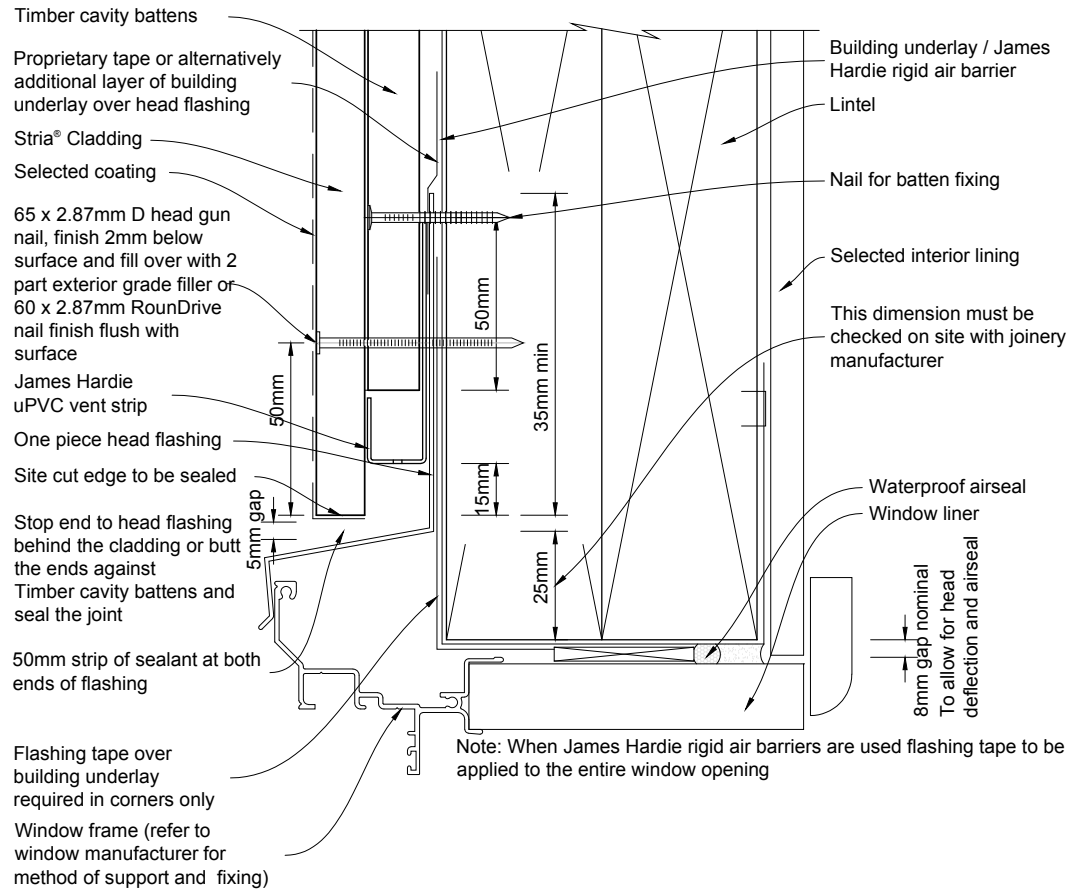 Timber cavity battens
Proprietary tape or alternatively
additional layer of building
underlay over head flashing
Stria® Cladding
Selected coating
65 x 2.87mm D head gun
nail, finish 2mm below
surface and fill over with 2
part exterior grade filler or
60 x 2.87mm RounDrive
nail finish flush with
surface
James Hardie
uPVC vent strip
One piece head flashing
Site cut edge to be sealed
Stop end to head flashing
behind the cladding or butt
the ends against
Timber cavity battens and
seal the joint
50mm strip of sealant at both
ends of flashing
Flashing tape over
building underlay
required in corners only
Window frame (refer to
window manufacturer for
method of support and  fixing)
50mm
5mm gap
50mm
35mm min
15mm
25mm
Building underlay / James
Hardie rigid air barrier
Lintel
Nail for batten fixing
Selected interior lining
This dimension must be
checked on site with joinery
manufacturer
Waterproof airseal
Window liner
8mm gap nominal
To allow for head
deflection and airseal
Note: When James Hardie rigid air barriers are used flashing tape to be
applied to the entire window opening